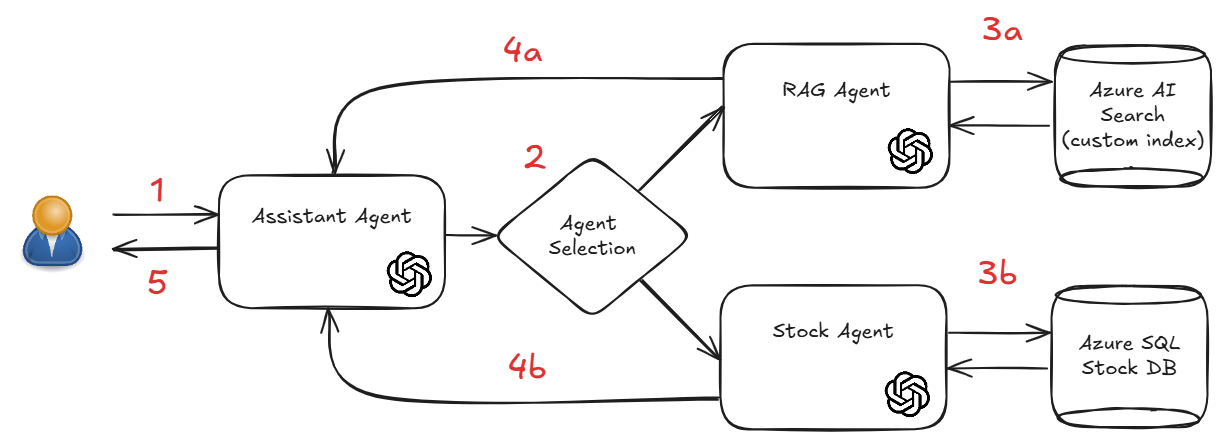 4a
3a
RAG Agent
Azure AI
Search
(custom index)
2
1
Assistant Agent
Agent
Selection
5
3b
Stock Agent
Azure SQL
Stock DB
4b